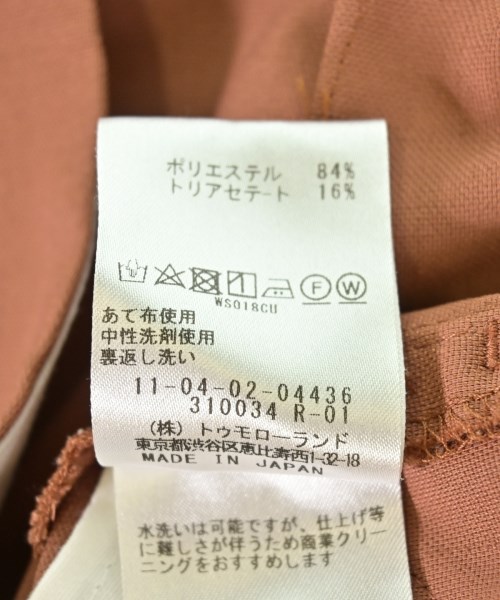 ポリエステル 84%
トリアセテート 16%
F W
WS018CU
あて布使用
中性洗剤使用
裏返し洗い
11-04-02-04436
310034 R-01
(株)トゥモローランド
東京都渋谷区恵比寿西1-32-18
MADE IN JAPAN
水洗いは可能ですが、仕上げ等
に難しさが伴うため商業クリー
ニングをおすすめします